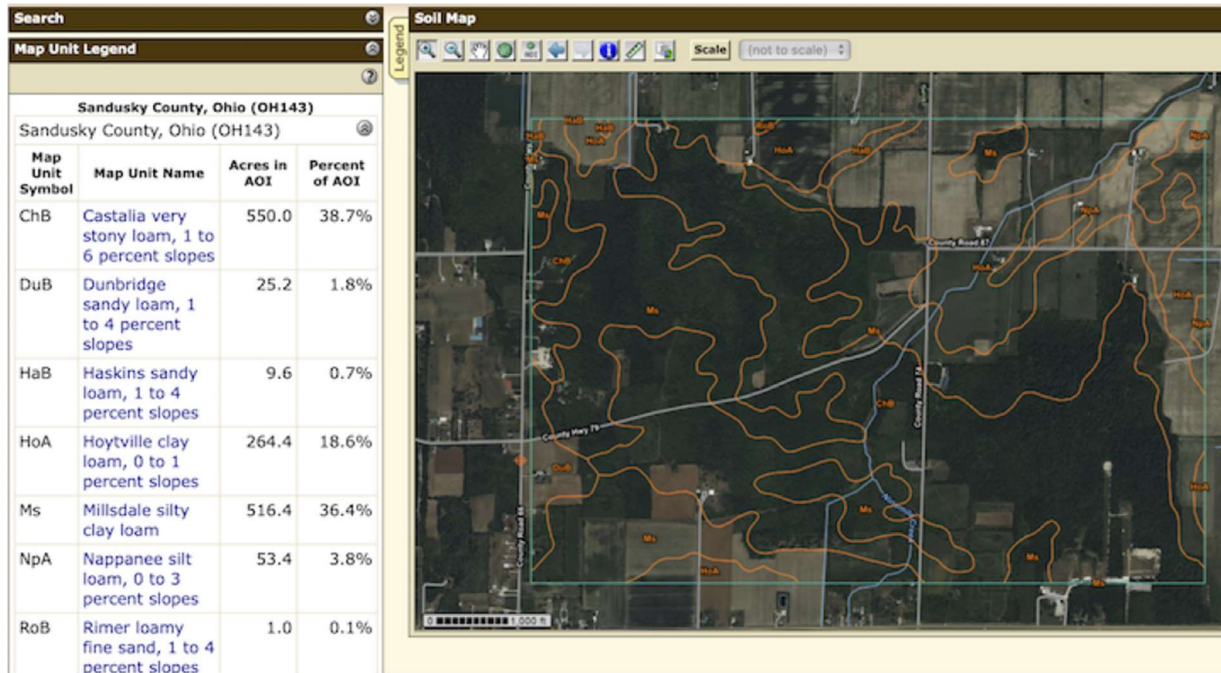 Search
Map Unit Legend
Sandusky County, Ohio (OH143)
Sandusky County, Ohio (OH143)
Map Unit Symbol
Map Unit Name
Acres in AOI
Percent of AOI
ChB
Castalia very
stony loam, 1 to
6 percent slopes
550.0
38.7%
DuB
Dunbridge
sandy loam, 1
to 4 percent
slopes
25.2
1.8%
HaB
Haskins sandy
loam, 1 to 4
percent slopes
9.6
0.7%
HoA
Hoytville clay
loam, 0 to 1
percent slopes
264.4
18.6%
Ms
Millsdale silty
clay loam
516.4
36.4%
NpA
Nappanee silt
loam, 0 to 3
percent slopes
53.4
3.8%
RoB
Rimer loamy
fine sand, 1 to 4
percent slopes
1.0
0.1%
Legend
Soil Map
Scale
(not to scale)
HaB
HaB
HaB
HoA
RoB
HoA
HaB
Ms
NpA
Ms
NpA
County Road 87
ChB
HoA
HoA
Ms
Ms
NpA
County Road 74
ChB
County Hwy 79
DuB
HoA
County Road 66
Ms
Ms
HoA
Ms
Ms
0
1,000 ft